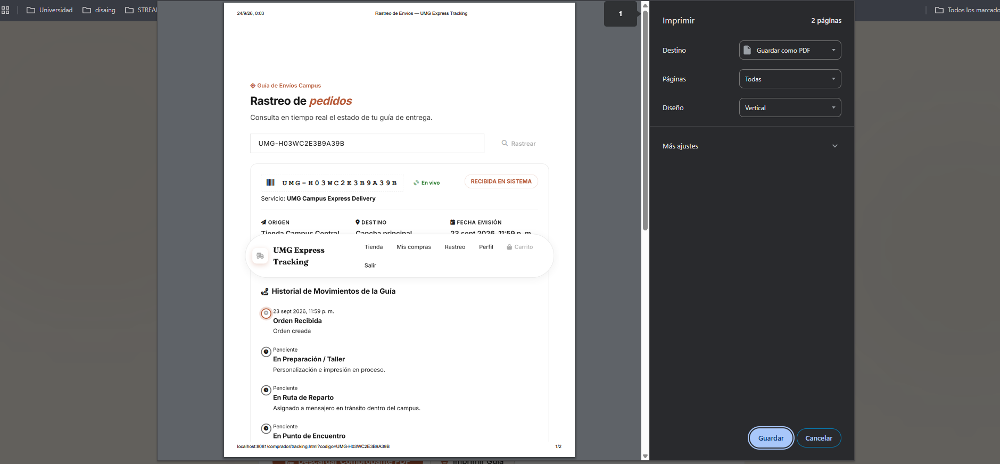 Universidad
disaing
STREA
Todos los marcado
24/9/26, 0:03
Rastreo de Envíos — UMG Express Tracking
1
Guía de Envíos Campus
Rastreo de pedidos
Consulta en tiempo real el estado de tu guía de entrega.
UMG-H03WC2E3B9A39B
Rastrear
UMG-H03WC2E3B9A39B
En vivo
RECIBIDA EN SISTEMA
Servicio: UMG Campus Express Delivery
ORIGEN
DESTINO
FECHA EMISIÓN
Tienda Campus Central
Cancha principal
23 sept 2026, 11:59 p. m.
UMG Express
Tracking
Tienda
Mis compras
Rastreo
Perfil
Carrito
Salir
Historial de Movimientos de la Guía
23 sept 2026, 11:59 p. m.
Orden Recibida
Orden creada
Pendiente
En Preparación / Taller
Personalización e impresión en proceso.
Pendiente
En Ruta de Reparto
Asignado a mensajero en tránsito dentro del campus.
Pendiente
En Punto de Encuentro
localhost:8081/comprador/tracking.html?codigo=UMG-H03WC2E3B9A39B
1/2
Imprimir
2 páginas
Destino
Guardar como PDF
Páginas
Todas
Diseño
Vertical
Más ajustes
Guardar
Cancelar
Descargar Comprobante PDF
Imprimir Guía